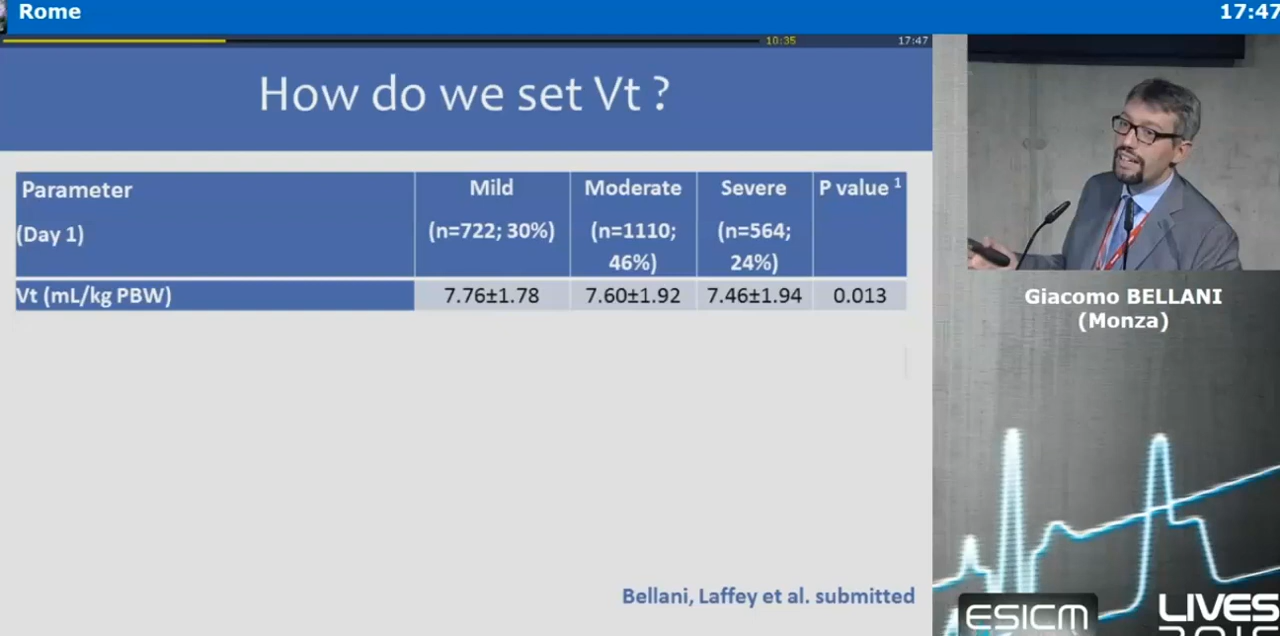 Rome
17:47
10:35
17:47
How do we set Vt ?
Parameter
(Day 1)
Mild
(n=722; 30%)
Moderate
(n=1110;
46%)
Severe
(n=564;
24%)
P value 1
Vt (mL/kg PBW)
7.76±1.78
7.60±1.92
7.46±1.94
0.013
Bellani, Laffey et al. submitted
Giacomo BELLANI
(Monza)
ESICM
LIVES